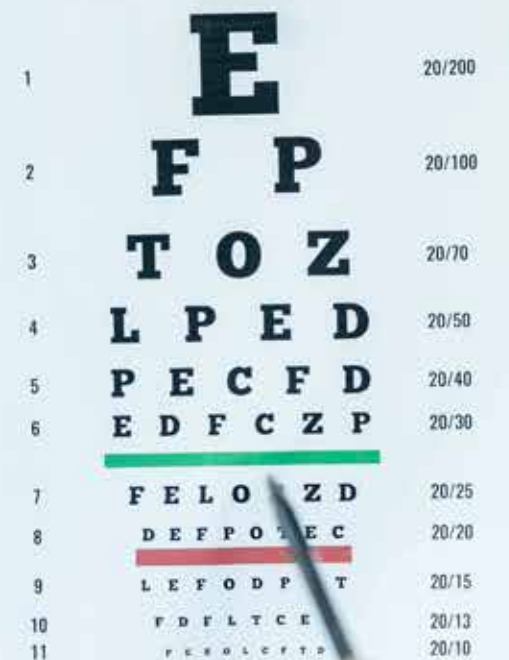 1 E 20/200
2 F P 20/100
3 T O Z 20/70
4 L P E D 20/50
5 P E C F D 20/40
6 E D F C Z P 20/30
7 F E L O Z D 20/25
8 D E F P O T E C 20/20
9 L E F O D P T 20/15
10 F D F L T C E 20/13
11 20/10